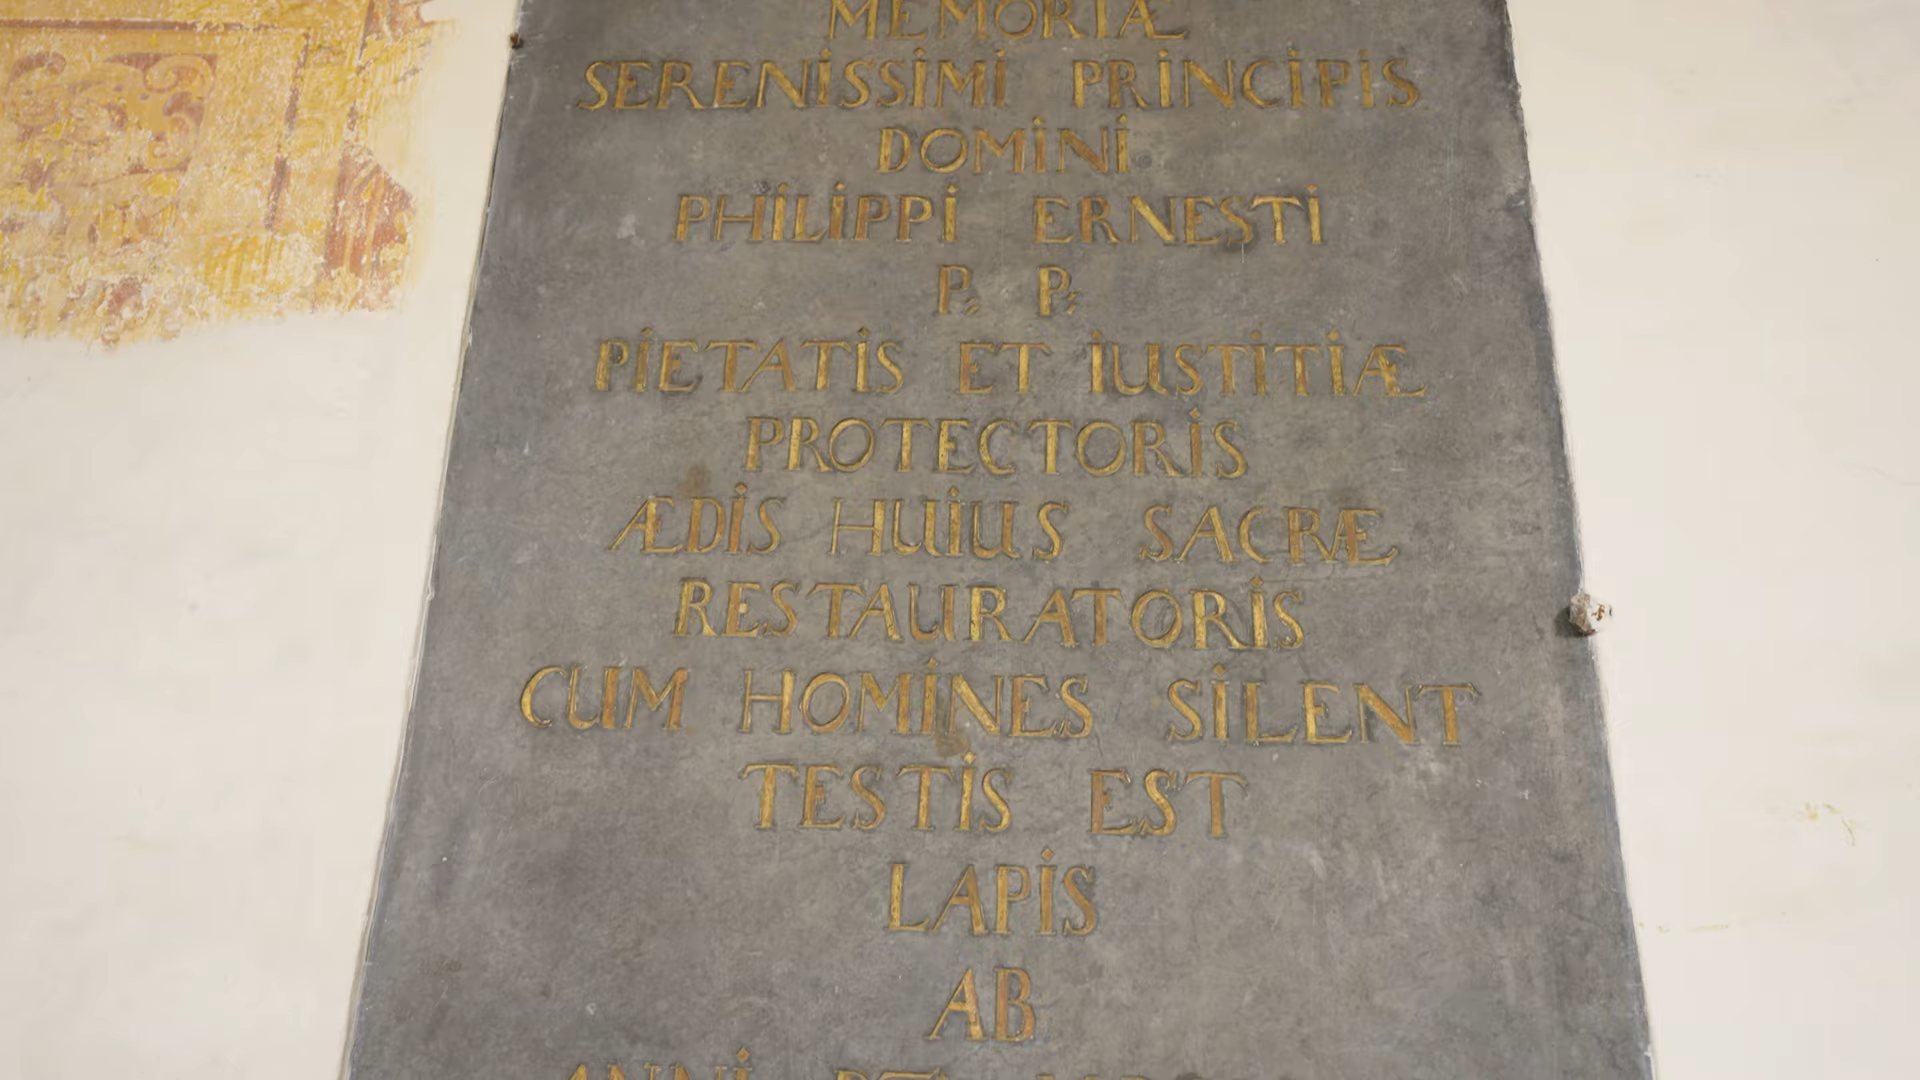 MEMORIÆ
SERENISSIMI PRINCIPIS
DOMINI
PHILIPPI ERNESTI
P: P:
PIETATIS ET IUSTITIÆ
PROTECTORIS
ÆDIS HUIUS SACRÆ
RESTAURATORIS
CUM HOMINES SILENT
TESTIS EST
LAPIS
AB
ANNI